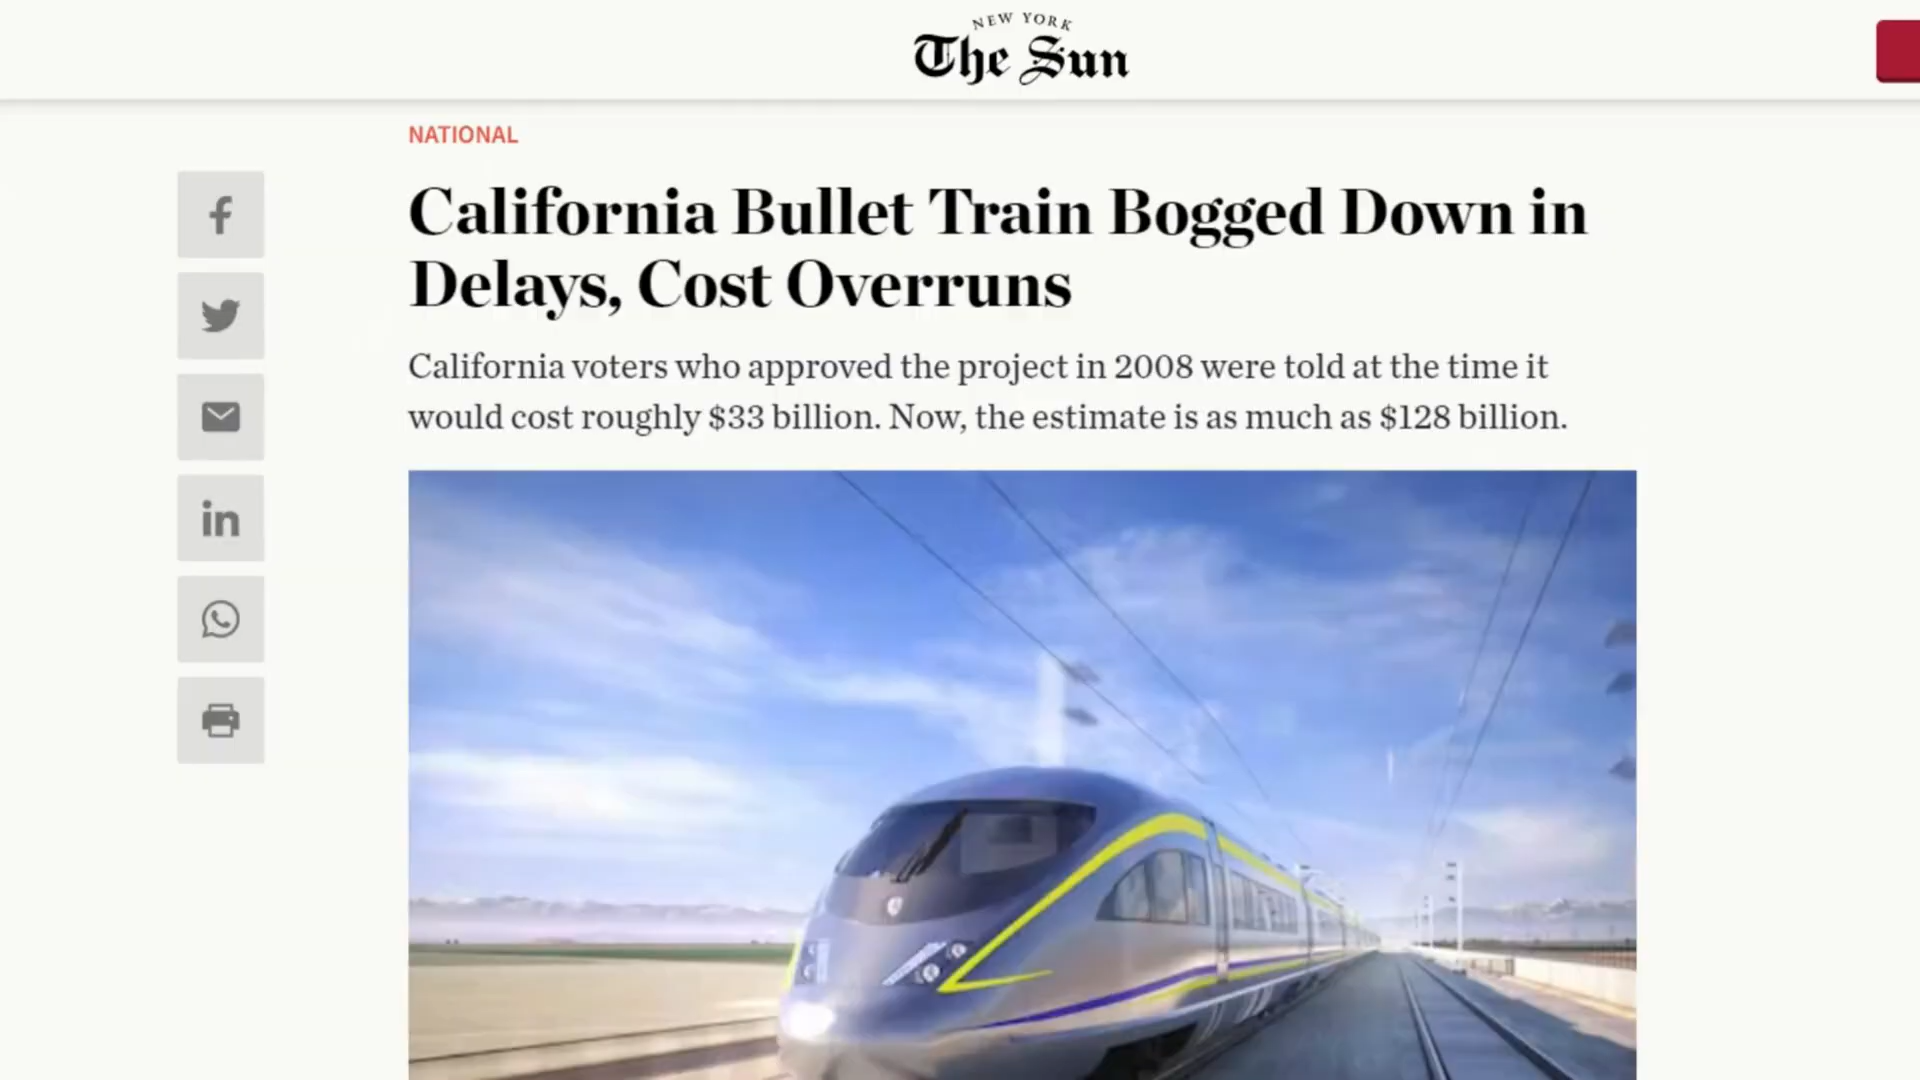 NEW YORK
The Sun
NATIONAL
California Bullet Train Bogged Down in
Delays, Cost Overruns
California voters who approved the project in 2008 were told at the time it
would cost roughly $33 billion. Now, the estimate is as much as $128 billion.
in